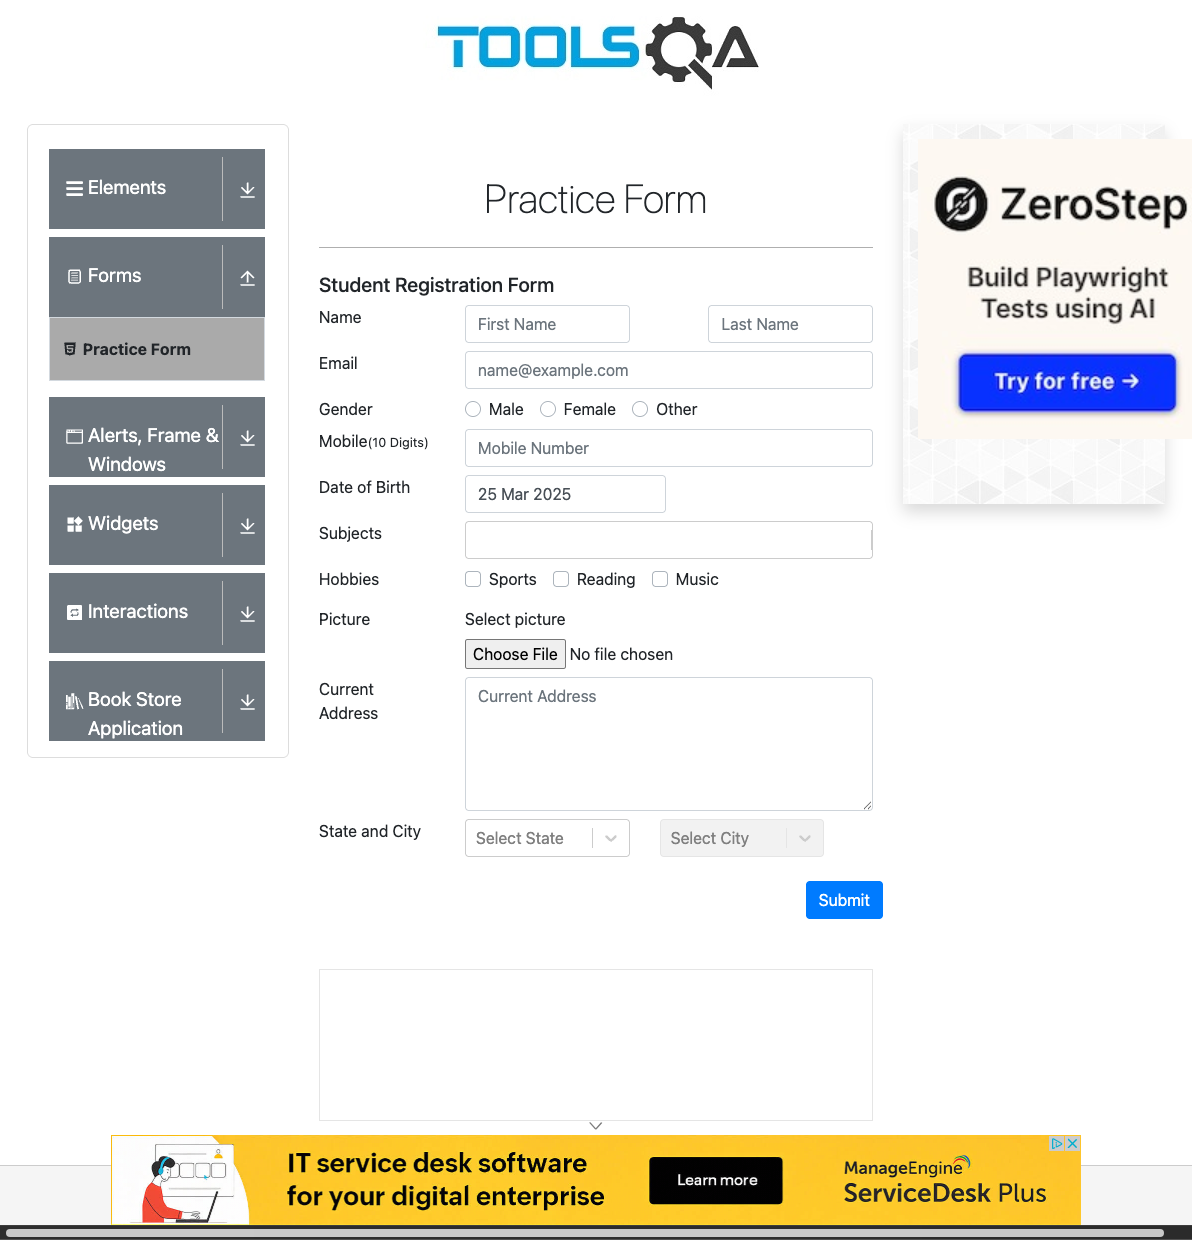 TOOLSQA
Elements
Forms
Practice Form
Alerts, Frame &
Windows
Widgets
Interactions
Book Store
Application
Practice Form
Student Registration Form
Name
First Name
Last Name
Email
name@example.com
Gender
Male
Female
Other
Mobile(10 Digits)
Mobile Number
Date of Birth
25 Mar 2025
Subjects
Hobbies
Sports
Reading
Music
Picture
Select picture
Choose File No file chosen
Current
Address
Current Address
State and City
Select State
Select City
Submit
ZeroStep
Build Playwright
Tests using AI
Try for free →
IT service desk software
for your digital enterprise
Learn more
ManageEngine
ServiceDesk Plus